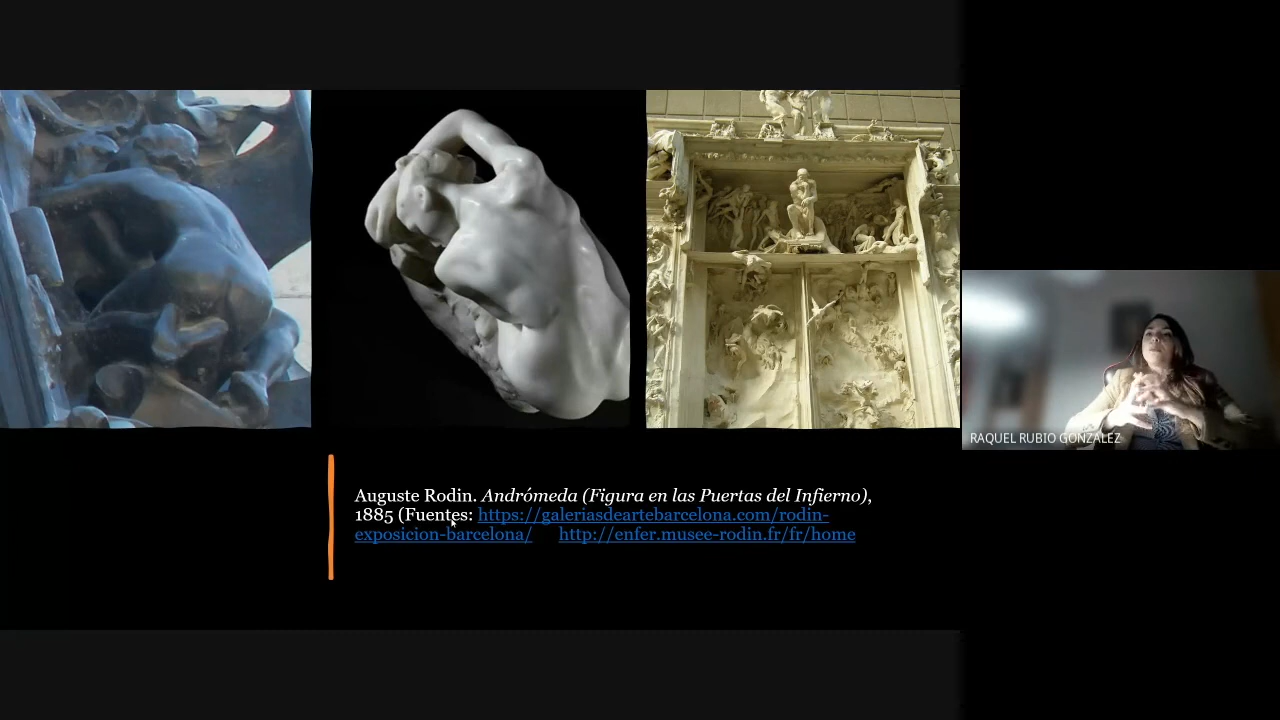 Auguste Rodin. Andrómeda (Figura en las Puertas del Infierno),
1885 (Fuentes: https://galeriasdeartebarcelona.com/rodin-
exposicion-barcelona/ http://enfer.musee-rodin.fr/fr/home
RAQUEL RUBIO GONZALEZ